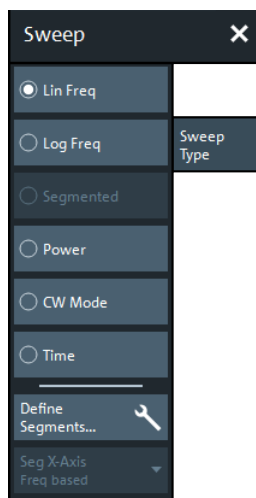 Sweep
Lin Freq
Log Freq
Sweep
Type
Segmented
Power
CW Mode
Time
Define
Segments...
Seg X-Axis
Freq based